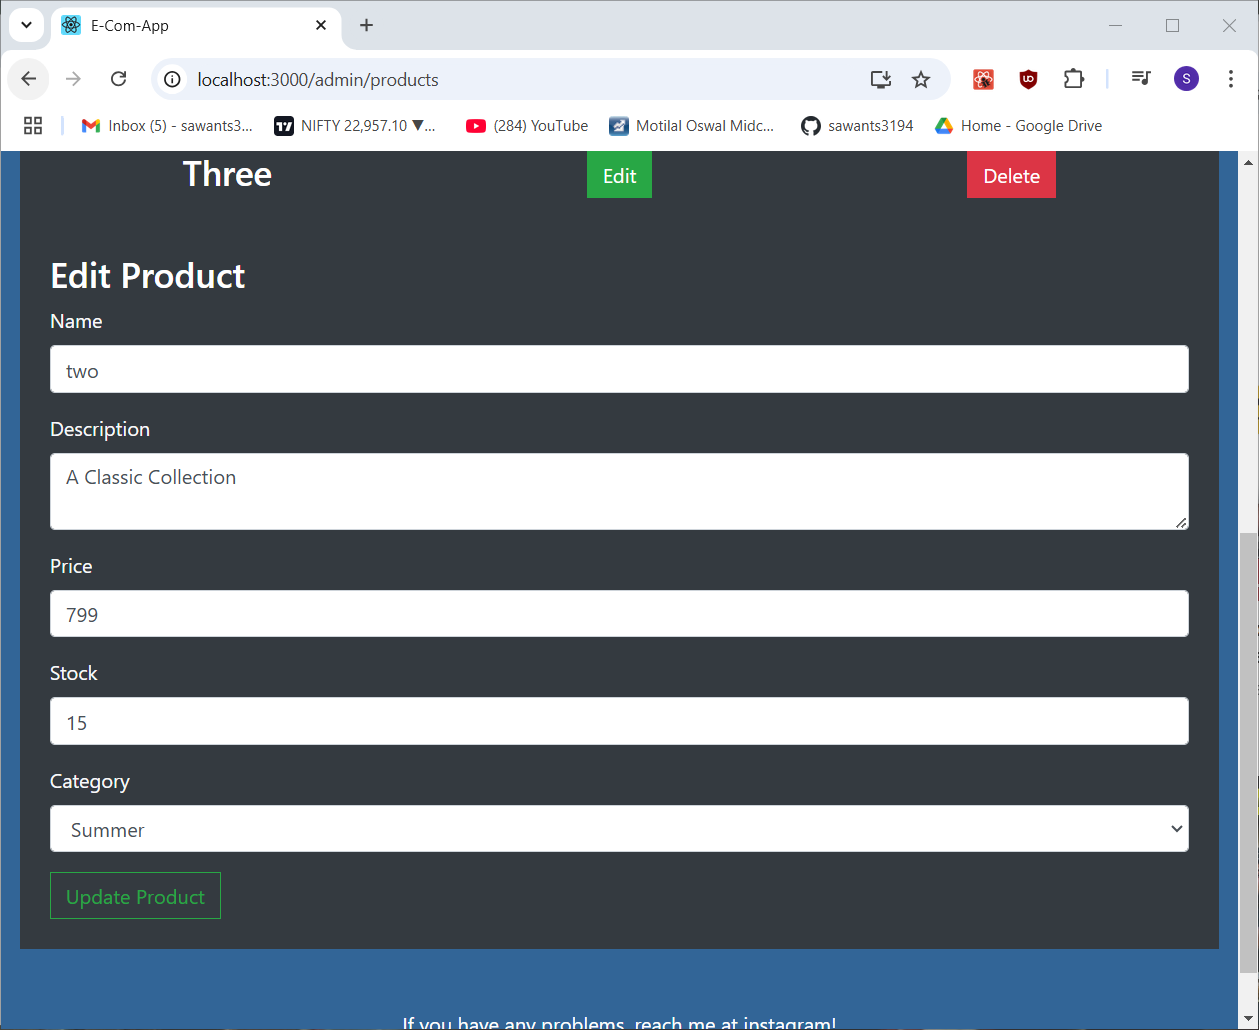 E-Com-App
localhost:3000/admin/products
S
Inbox (5) - sawants3... NIFTY 22,957.10 ▼... (284) YouTube Motilal Oswal Midc... sawants3194 Home - Google Drive
Three Edit Delete
Edit Product
Name
two
Description
A Classic Collection
Price
799
Stock
15
Category
Summer
Update Product
If you have any problems, reach me at instagram!